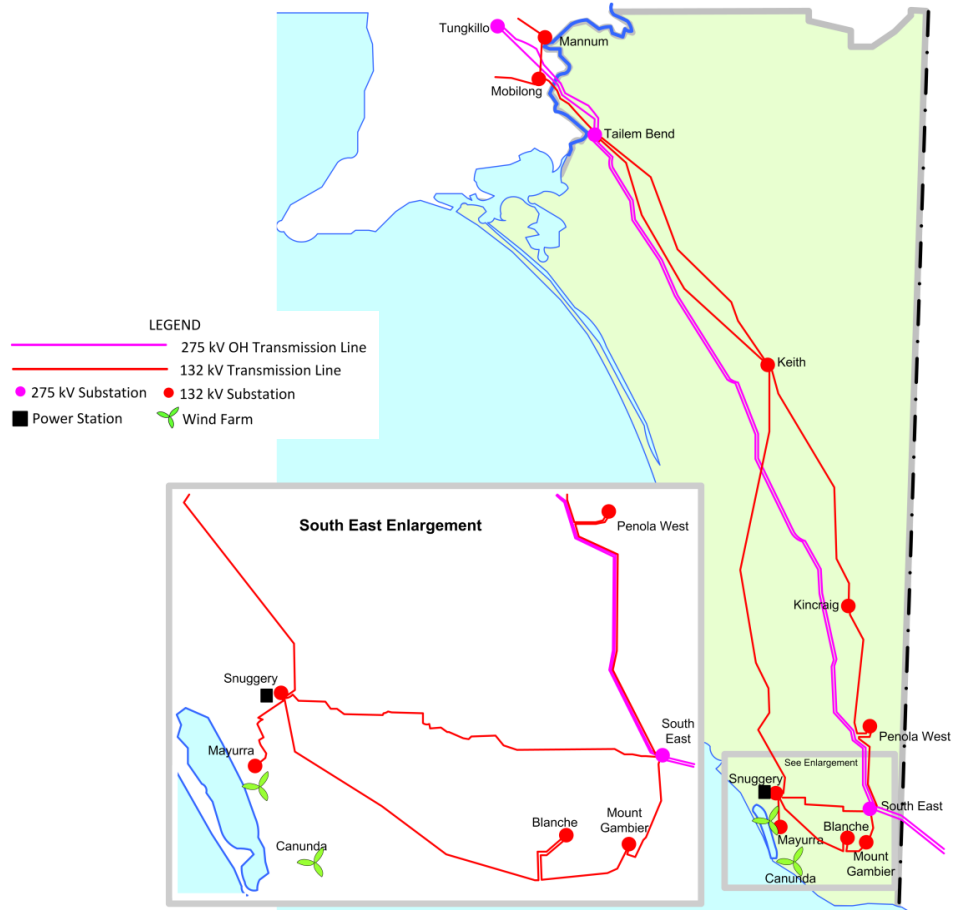 Tungkillo
Mannum
Mobilong
Tailem Bend
LEGEND
275 kV OH Transmission Line
132 kV Transmission Line
275 kV Substation
132 kV Substation
Power Station
Wind Farm
Keith
South East Enlargement
Penola West
Kincraig
Snuggery
South
East
Mayurra
Blanche
Mount
Gambier
Canunda
Penola West
See Enlargement
Snuggery
South East
Blanche
Mayurra
Mount
Gambier
Canunda